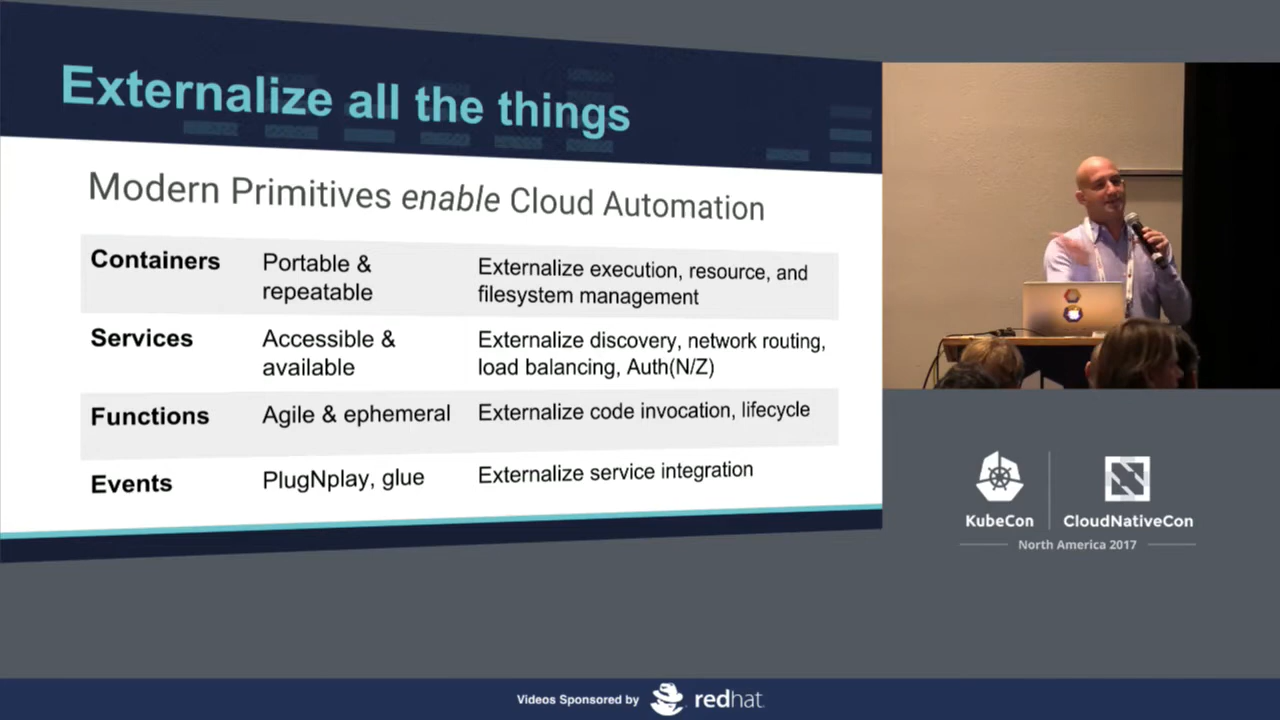 Externalize all the things
Modern Primitives enable Cloud Automation
Containers
Portable &
repeatable
Externalize execution, resource, and
filesystem management
Services
Accessible &
available
Externalize discovery, network routing,
load balancing, Auth(N/Z)
Functions
Agile & ephemeral
Externalize code invocation, lifecycle
Events
PlugNplay, glue
Externalize service integration
KubeCon
CloudNativeCon
North America 2017
Videos Sponsored by
redhat